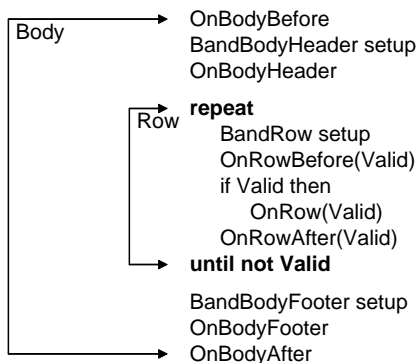 OnBodyBefore
Body
BandBodyHeader setup
OnBodyHeader
repeat
Row
BandRow setup
OnRowBefore(Valid)
if Valid then
OnRow(Valid)
OnRowAfter(Valid)
until not Valid
BandBodyFooter setup
OnBodyFooter
OnBodyAfter